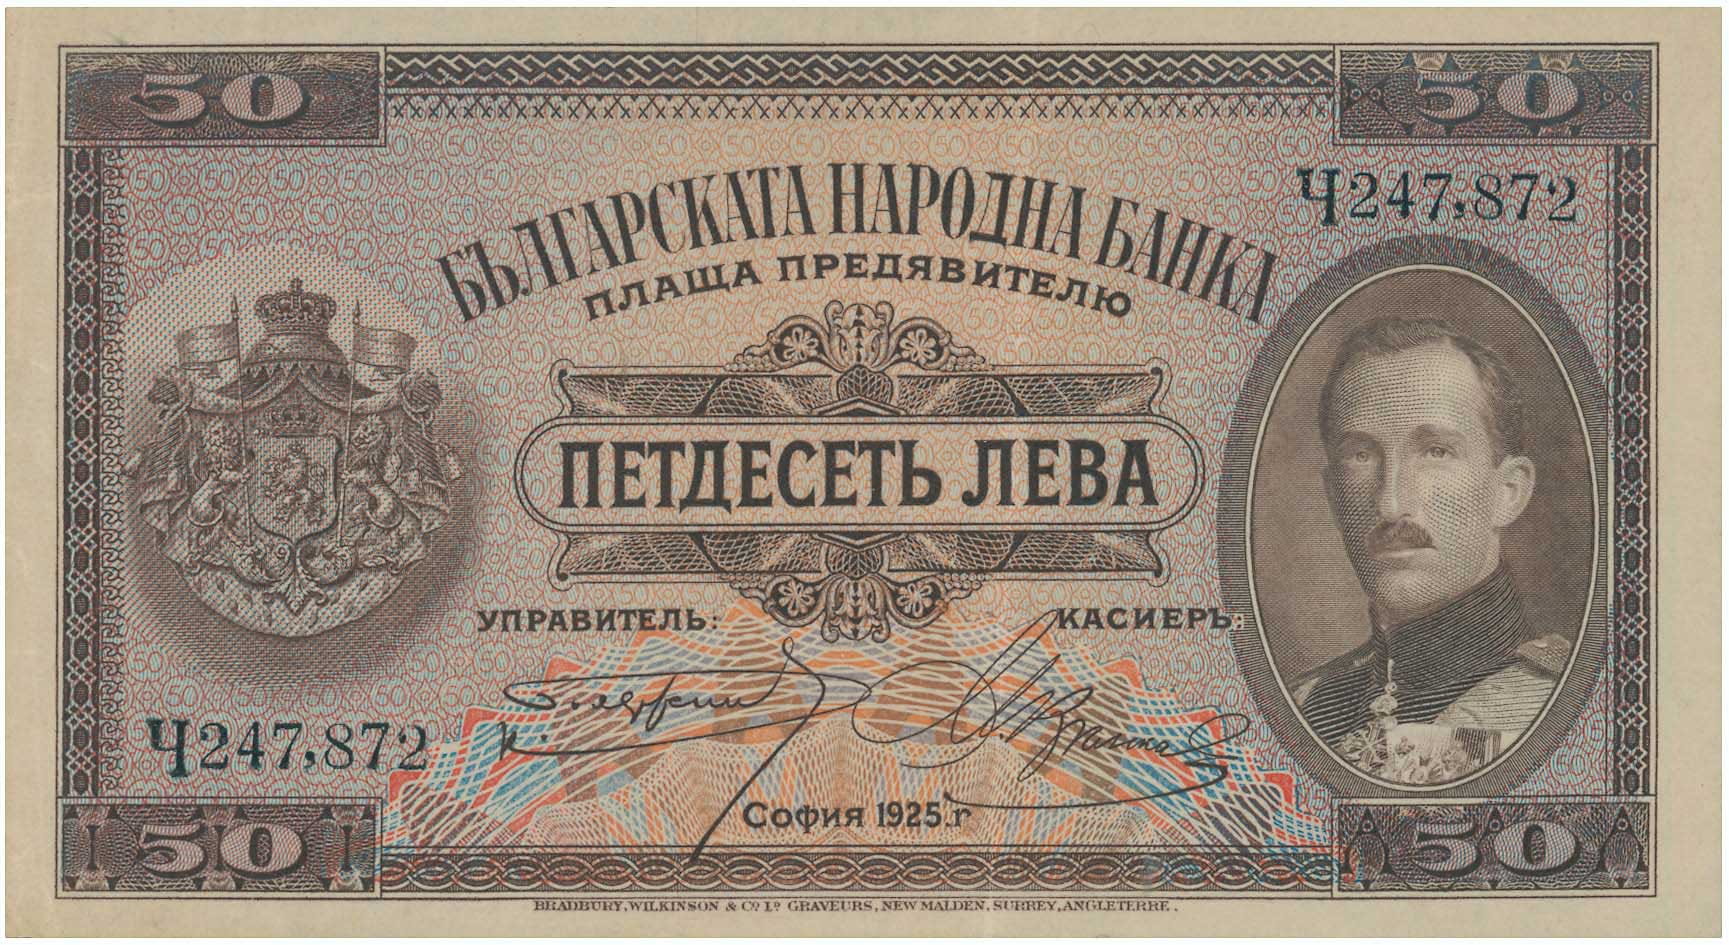 50
50
Ч247,872
БЪЛГАРСКАТА НАРОДНА БАНКА
ПЛАЩА ПРЕДЯВИТЕЛЮ
ПЕТДЕСЕТЬ ЛЕВА
УПРАВИТЕЛЬ:
КАСИЕРЪ:
Ч247,872
София 1925.г
50
50
BRADBURY, WILKINSON & Cº Lº GRAVEURS, NEW MALDEN, SURREY, ANGLETERRE.